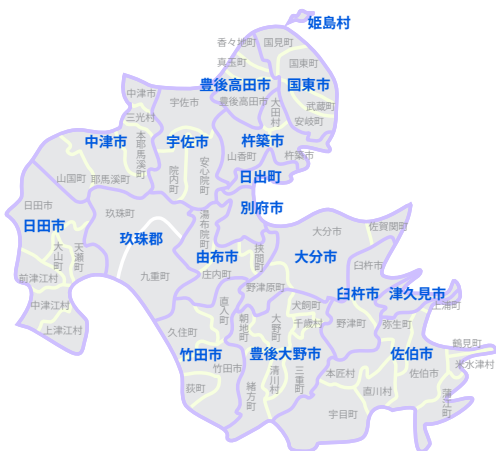 姫島村
香々地町
国見町
真玉町
国東町
豊後高田市
国東市
中津市
宇佐市
豊後高田市
大田村
武蔵町
三光村
安岐町
中津市
本耶馬渓町
宇佐市
杵築市
山香町
杵築市
院内町
安心院町
山国町
耶馬溪町
日出町
日田市
玖珠町
湯布院町
別府市
日田市
大山町
天瀬町
玖珠郡
由布市
挾間町
大分市
佐賀関町
大分市
臼杵市
前津江村
九重町
庄内町
野津原町
中津江村
上津江村
直入町
朝地町
大野町
犬飼町
千歳村
臼杵市
津久見市
上浦町
野津町
弥生町
久住町
竹田市
豊後大野市
佐伯市
鶴見町
米水津村
竹田市
荻町
緒方町
清川村
三重町
本匠村
佐伯市
直川村
蒲江町
宇目町